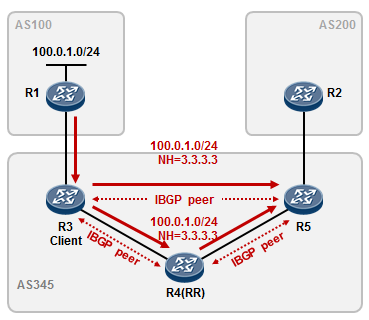 AS100
AS200
100.0.1.0/24
R1
R2
100.0.1.0/24
NH=3.3.3.3
IBGP peer
R3
Client
100.0.1.0/24
NH=3.3.3.3
R5
IBGP peer
IBGP peer
R4(RR)
AS345